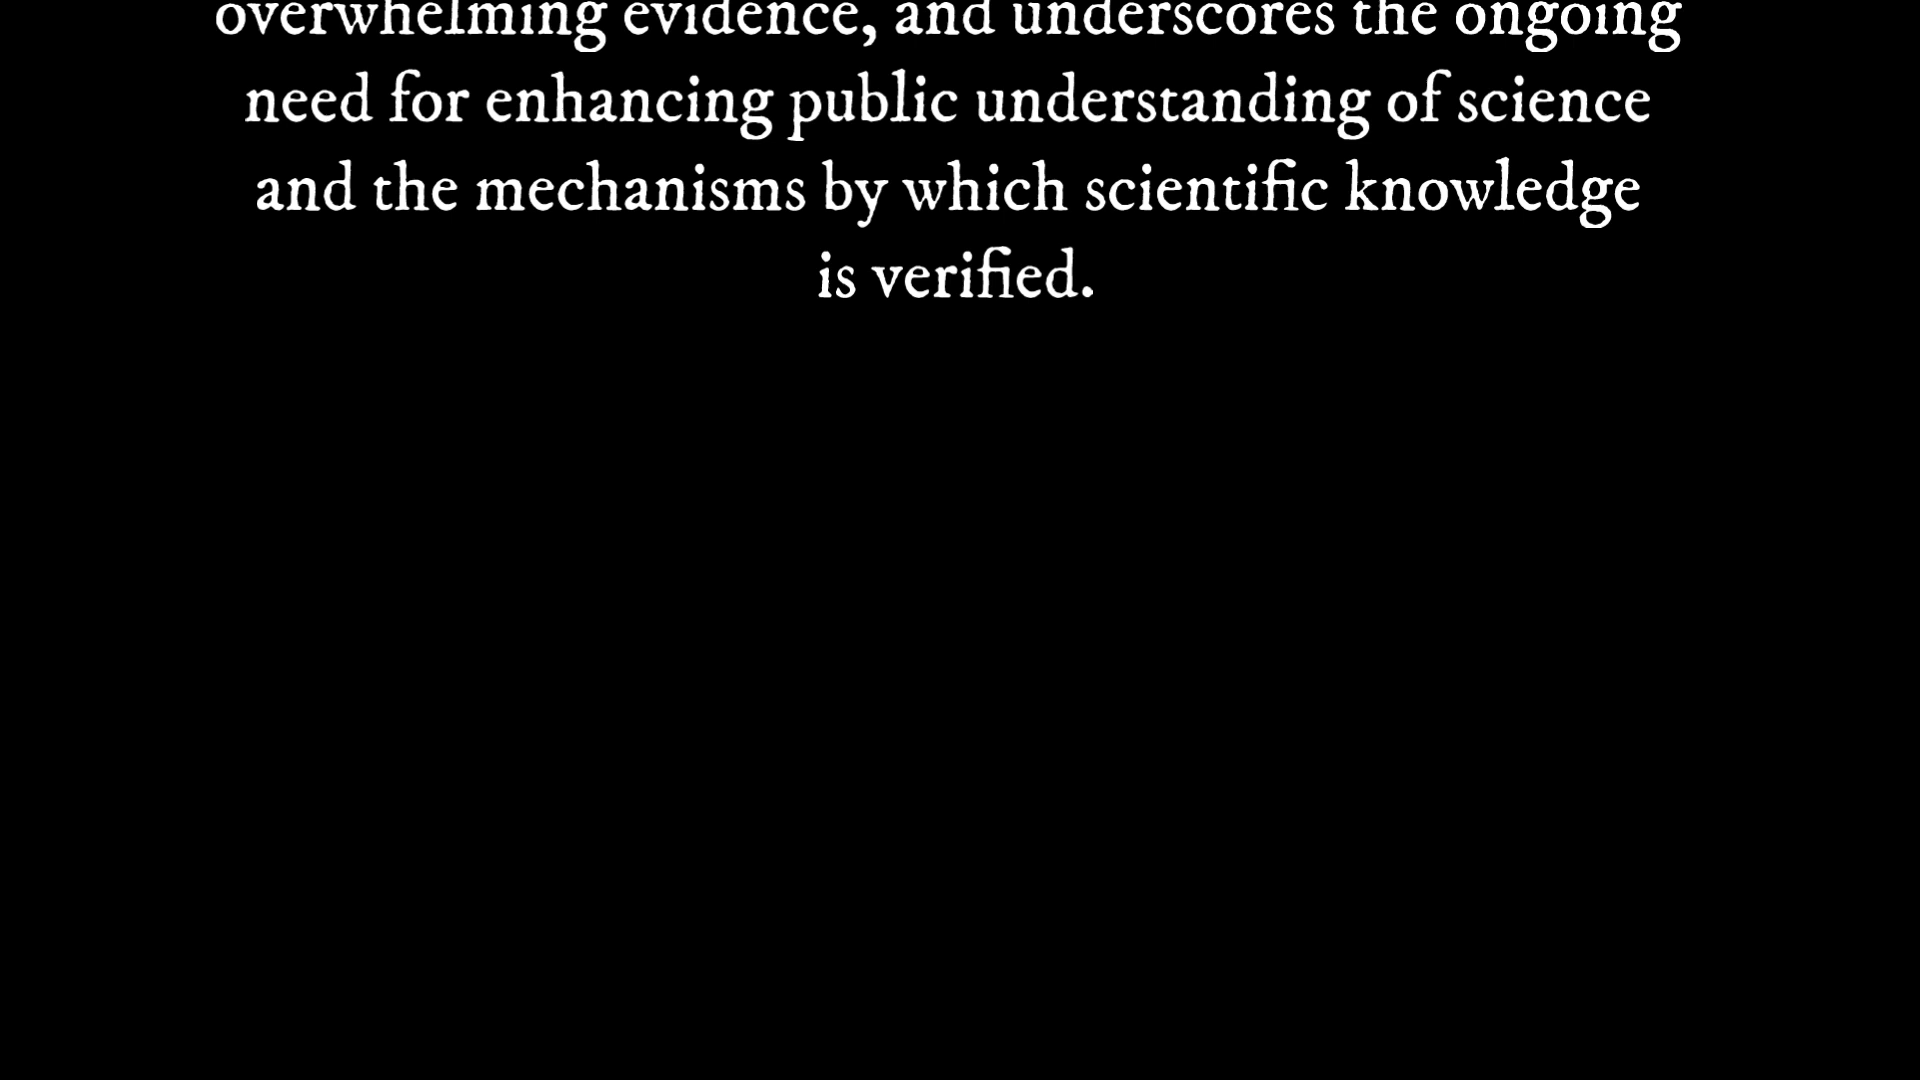 overwhelming evidence, and underscores the ongoing
need for enhancing public understanding of science
and the mechanisms by which scientific knowledge
is verified.